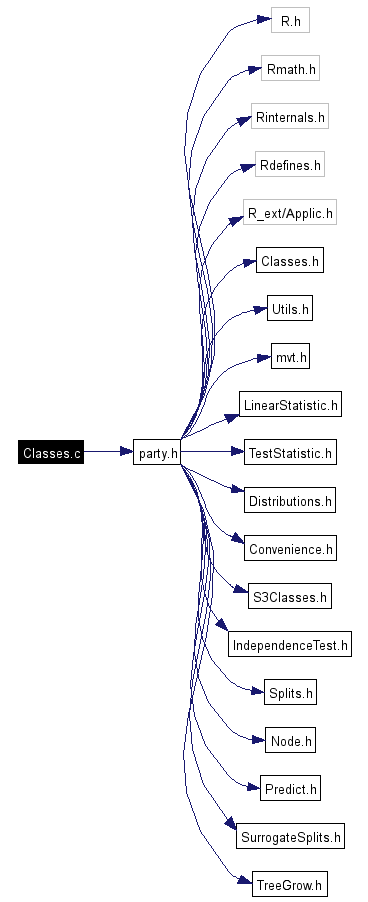 R.h
Rmath.h
Rinternals.h
Rdefines.h
R_ext/Applic.h
Classes.h
Utils.h
mvt.h
LinearStatistic.h
Classes.c
party.h
TestStatistic.h
Distributions.h
Convenience.h
S3Classes.h
IndependenceTest.h
Splits.h
Node.h
Predict.h
SurrogateSplits.h
TreeGrow.h